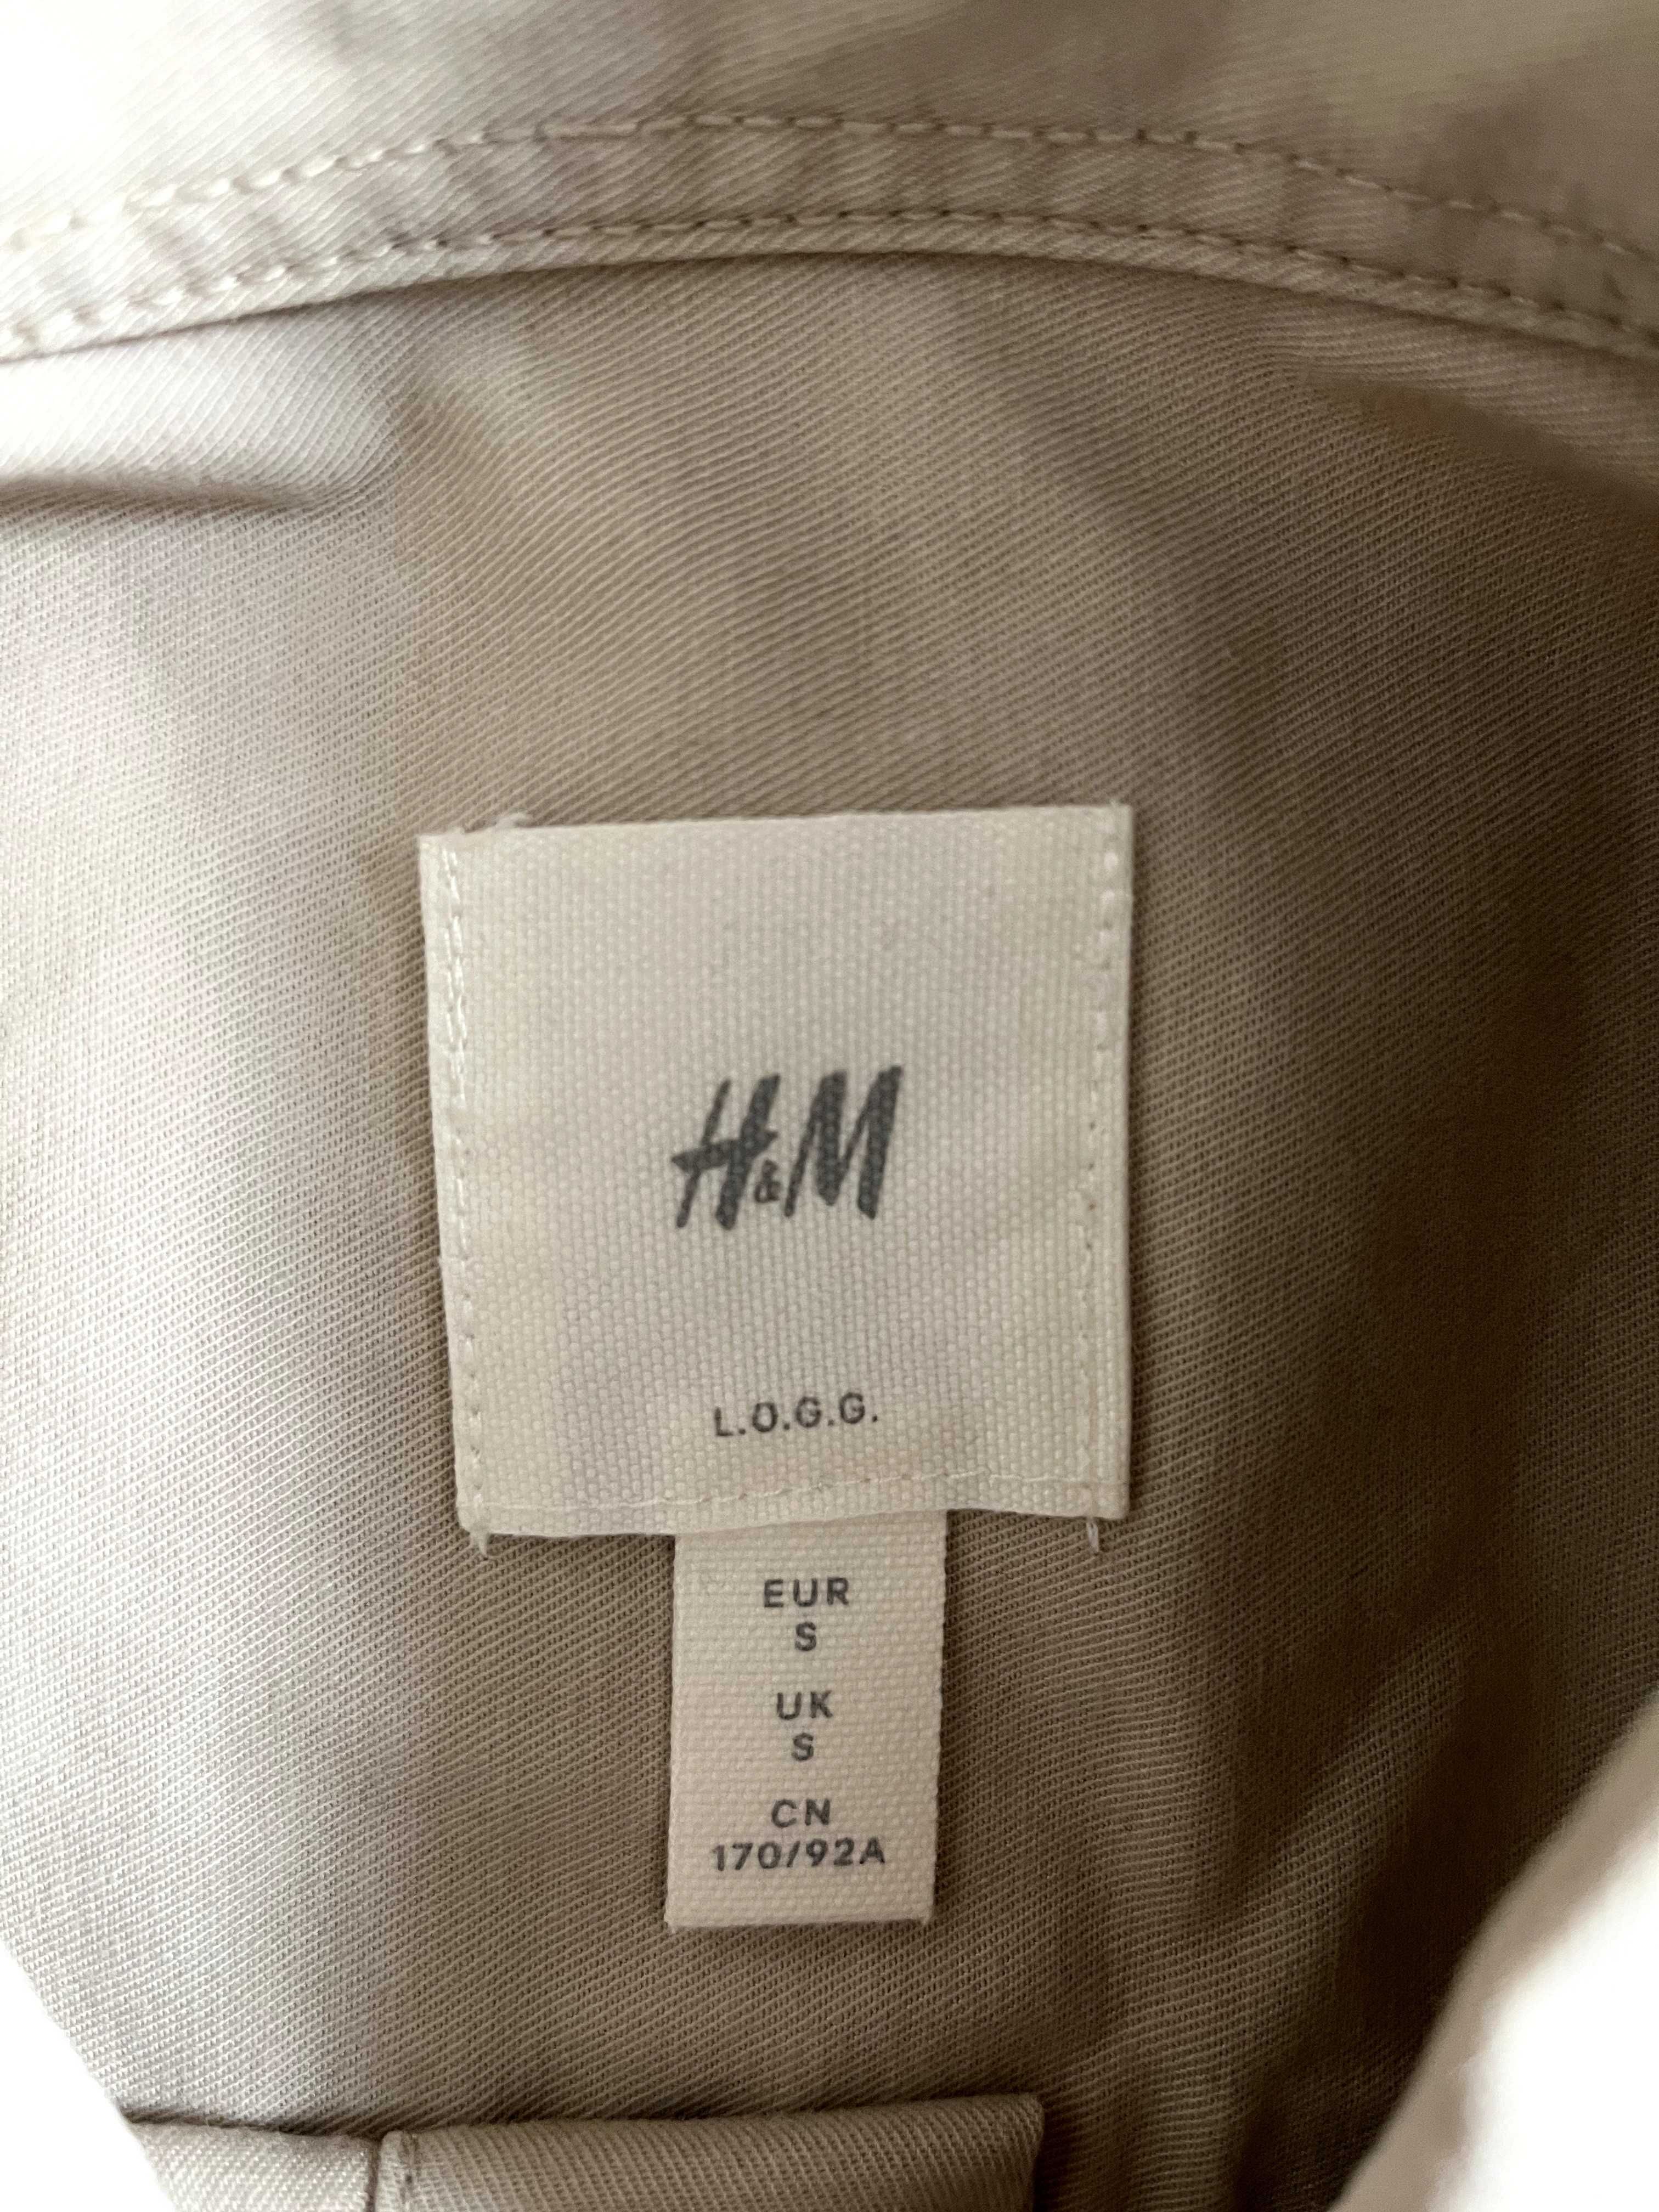 H&M
L.O.G.G.
EUR
S
UK
S
CN
170/92A